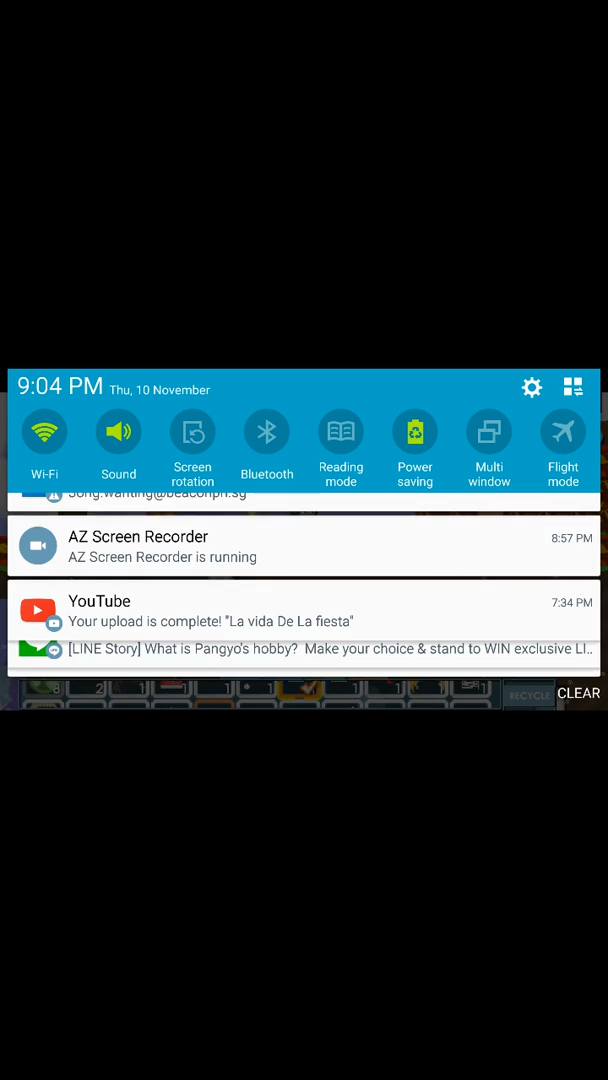 9:04 PM Thu, 10 November
Wi-Fi
Sound
Screen rotation
Bluetooth
Reading mode
Power saving
Multi window
Flight mode
AZ Screen Recorder
8:57 PM
AZ Screen Recorder is running
YouTube
7:34 PM
Your upload is complete! "La vida De La fiesta"
[LINE Story] What is Pangyo's hobby? Make your choice & stand to WIN exclusive LI..
RECYCLE
CLEAR